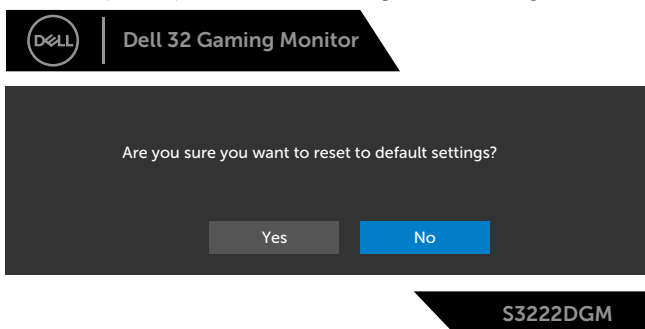 DELL
Dell 32 Gaming Monitor
Are you sure you want to reset to default settings?
Yes No
S3222DGM